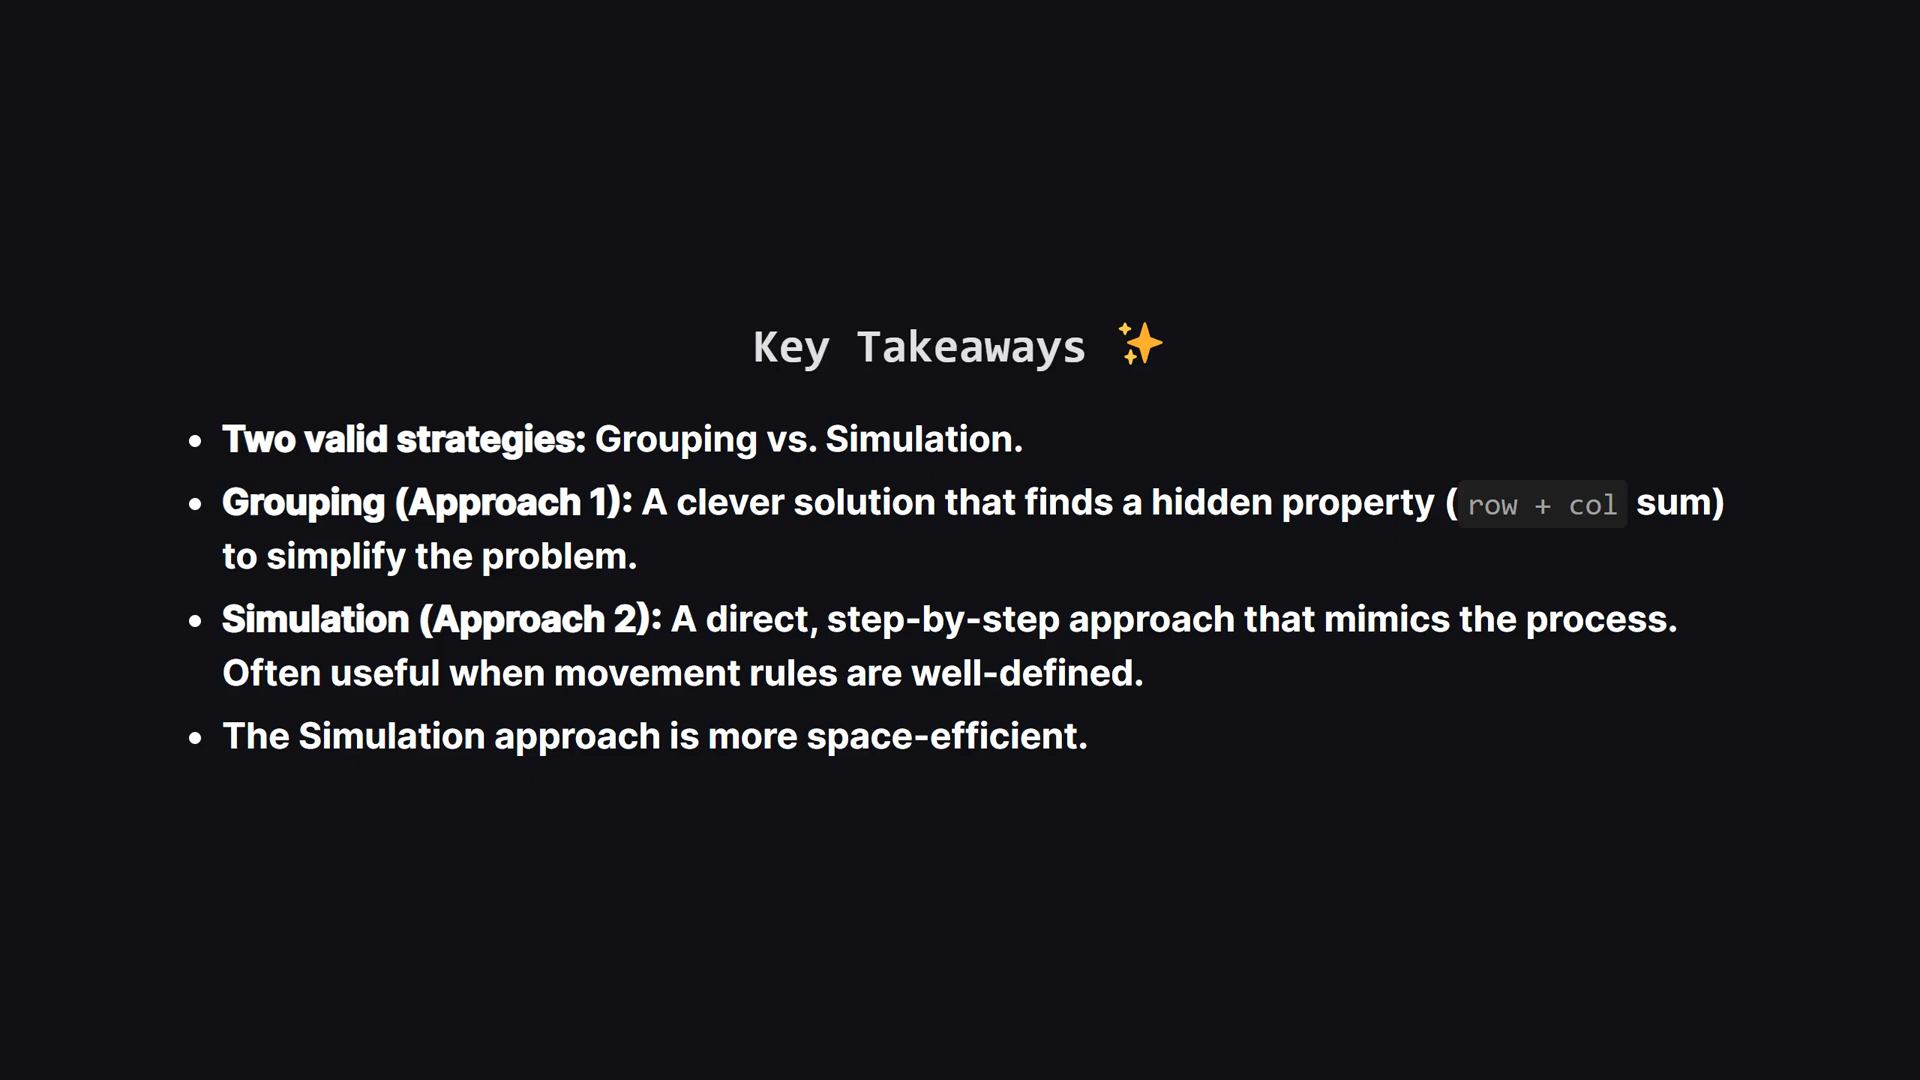 Key Takeaways ✨
• Two valid strategies: Grouping vs. Simulation.
• Grouping (Approach 1): A clever solution that finds a hidden property (row + col sum)
to simplify the problem.
• Simulation (Approach 2): A direct, step-by-step approach that mimics the process.
Often useful when movement rules are well-defined.
• The Simulation approach is more space-efficient.